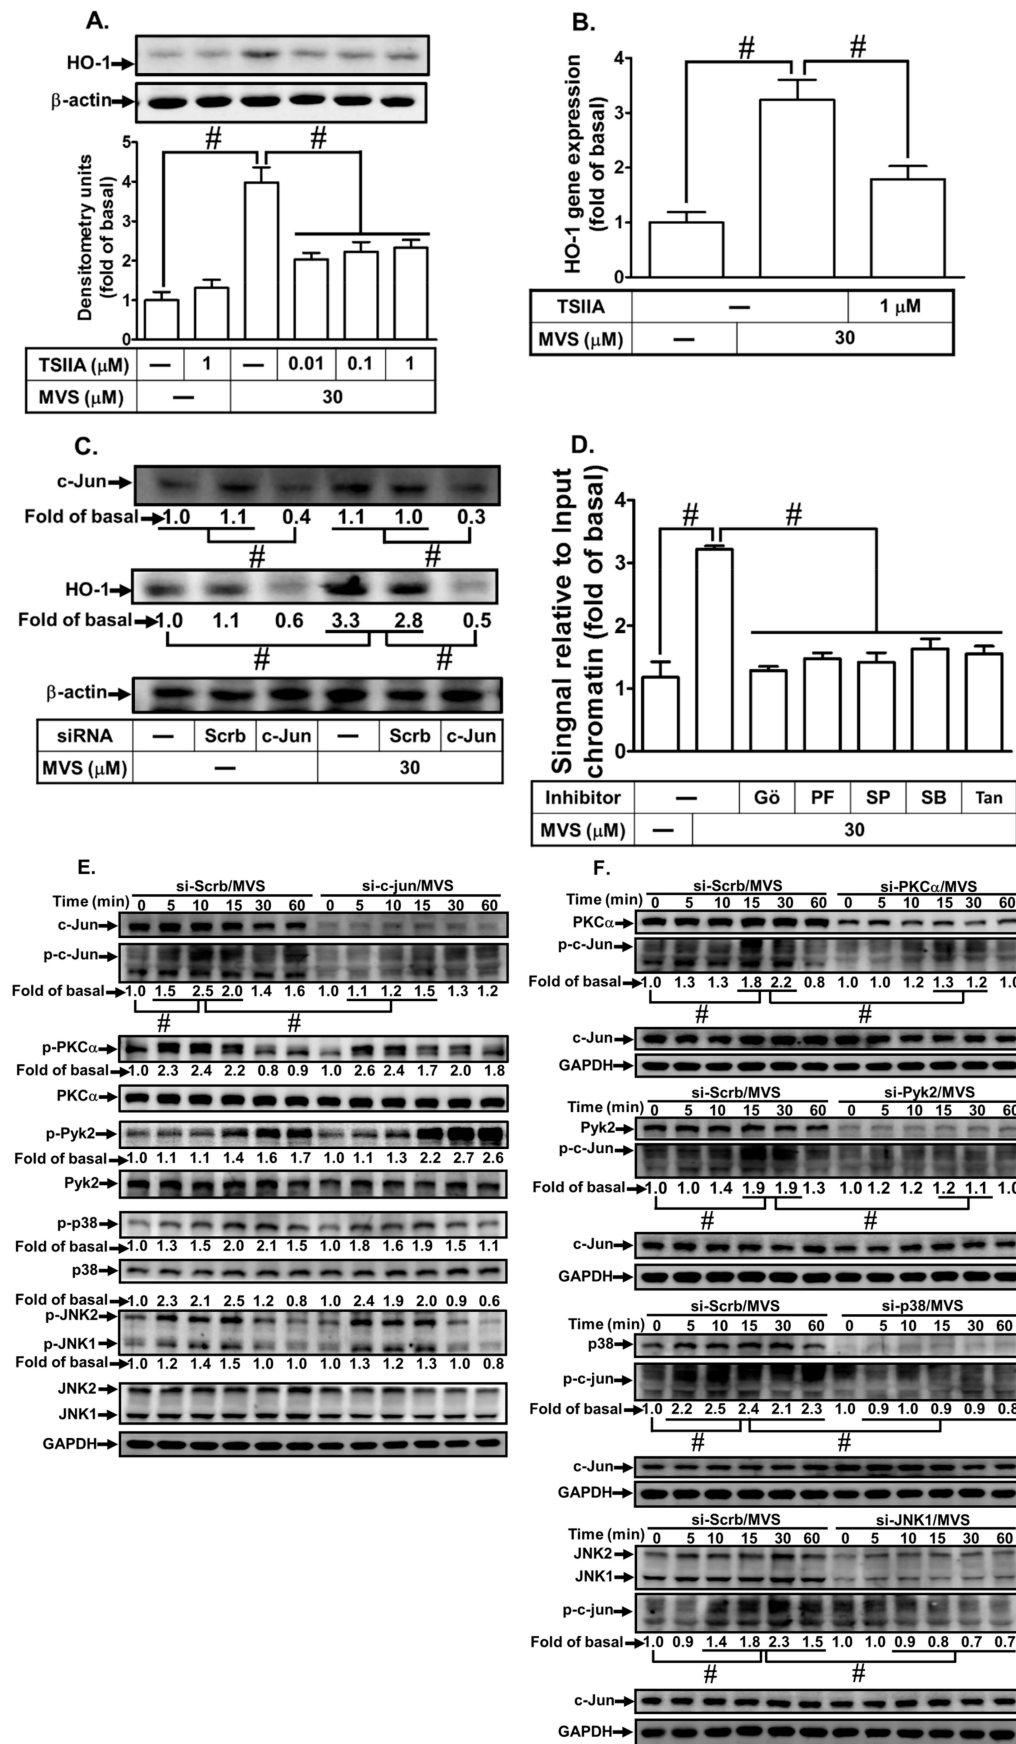 A.
HO-1
β-actin
#
#
Densitometry units
(fold of basal)
5
4
3
2
1
0
TSIIA (μM) — 1 — 0.01 0.1 1
MVS (μM) — 30
B.
#
#
HO-1 gene expression
(fold of basal)
4
3
2
1
0
TSIIA — 1 μM
MVS (μM) — 30
C.
c-Jun
Fold of basal 1.0 1.1 0.4 1.1 1.0 0.3
# #
HO-1
Fold of basal 1.0 1.1 0.6 3.3 2.8 0.5
# #
β-actin
siRNA — Scrb c-Jun — Scrb c-Jun
MVS (μM) — 30
D.
Singnal relative to Input
chromatin (fold of basal)
# #
4
3
2
1
0
Inhibitor — Gö PF SP SB Tan
MVS (μM) — 30
E.
si-Scrb/MVS si-c-jun/MVS
Time (min) 0 5 10 15 30 60 0 5 10 15 30 60
c-Jun
p-c-Jun
Fold of basal 1.0 1.5 2.5 2.0 1.4 1.6 1.0 1.1 1.2 1.5 1.3 1.2
# #
p-PKCα
Fold of basal 1.0 2.3 2.4 2.2 0.8 0.9 1.0 2.6 2.4 1.7 2.0 1.8
PKCα
p-Pyk2
Fold of basal 1.0 1.1 1.1 1.4 1.6 1.7 1.0 1.1 1.3 2.2 2.7 2.6
Pyk2
p-p38
Fold of basal 1.0 1.3 1.5 2.0 2.1 1.5 1.0 1.8 1.6 1.9 1.5 1.1
p38
Fold of basal 1.0 2.3 2.1 2.5 1.2 0.8 1.0 2.4 1.9 2.0 0.9 0.6
p-JNK2
p-JNK1
Fold of basal 1.0 1.2 1.4 1.5 1.0 1.0 1.0 1.3 1.2 1.3 1.0 0.8
JNK2
JNK1
GAPDH
F.
si-Scrb/MVS si-PKCα/MVS
Time (min) 0 5 10 15 30 60 0 5 10 15 30 60
PKCα
p-c-Jun
Fold of basal 1.0 1.3 1.3 1.8 2.2 0.8 1.0 1.0 1.2 1.3 1.2 1.0
# #
c-Jun
GAPDH
si-Scrb/MVS si-Pyk2/MVS
Time (min) 0 5 10 15 30 60 0 5 10 15 30 60
Pyk2
p-c-Jun
Fold of basal 1.0 1.0 1.4 1.9 1.9 1.3 1.0 1.2 1.2 1.2 1.1 1.0
# #
c-Jun
GAPDH
si-Scrb/MVS si-p38/MVS
Time (min) 0 5 10 15 30 60 0 5 10 15 30 60
p38
p-c-jun
Fold of basal 1.0 2.2 2.5 2.4 2.1 2.3 1.0 0.9 1.0 0.9 0.9 0.8
# #
c-Jun
GAPDH
si-Scrb/MVS si-JNK1/MVS
Time (min) 0 5 10 15 30 60 0 5 10 15 30 60
JNK2
JNK1
p-c-jun
Fold of basal 1.0 0.9 1.4 1.8 2.3 1.5 1.0 1.0 0.9 0.8 0.7 0.7
# #
c-Jun
GAPDH